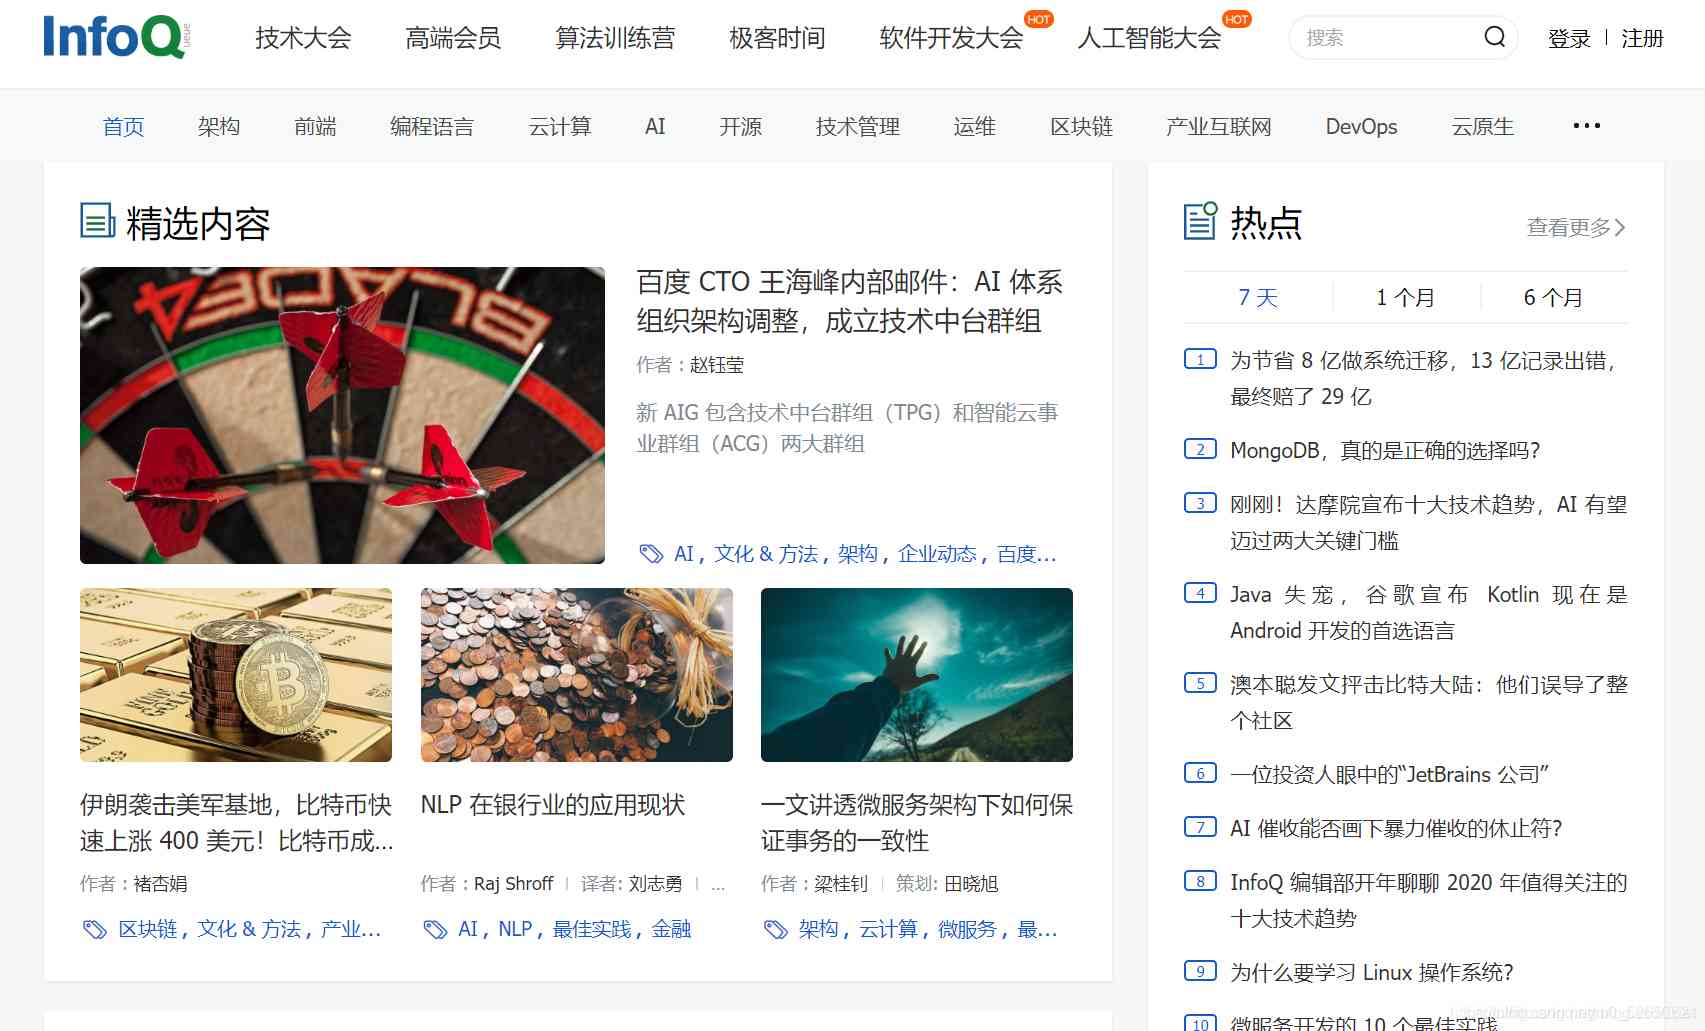 InfoQ
技术大会
高端会员
算法训练营
极客时间
软件开发大会
HOT
人工智能大会
HOT
搜索
登录
注册
首页
架构
前端
编程语言
云计算
AI
开源
技术管理
运维
区块链
产业互联网
DevOps
云原生
精选内容
BLADE
百度 CTO 王海峰内部邮件：AI 体系
组织架构调整，成立技术中台群组
作者：赵钰莹
新 AIG 包含技术中台群组（TPG）和智能云事
业群组（ACG）两大群组
AI，文化 & 方法，架构，企业动态，百度...
伊朗袭击美军基地，比特币快
速上涨 400 美元！比特币成...
作者：褚杏娟
区块链，文化 & 方法，产业...
NLP 在银行业的应用现状
作者：Raj Shroff | 译者: 刘志勇 | ...
AI，NLP，最佳实践，金融
一文讲透微服务架构下如何保
证事务的一致性
作者：梁桂钊 | 策划: 田晓旭
架构，云计算，微服务，最...
热点
查看更多
7 天
1 个月
6 个月
1 为节省 8 亿做系统迁移，13 亿记录出错，
最终赔了 29 亿
2 MongoDB，真的是正确的选择吗？
3 刚刚！达摩院宣布十大技术趋势，AI 有望
迈过两大关键门槛
4 Java 失宠，谷歌宣布 Kotlin 现在是
Android 开发的首选语言
5 澳本聪发文抨击比特大陆：他们误导了整
个社区
6 一位投资人眼中的“JetBrains 公司”
7 AI 催收能否画下暴力催收的休止符？
8 InfoQ 编辑部开年聊聊 2020 年值得关注的
十大技术趋势
9 为什么要学习 Linux 操作系统？
10 微服务开发的 10 个最佳实践